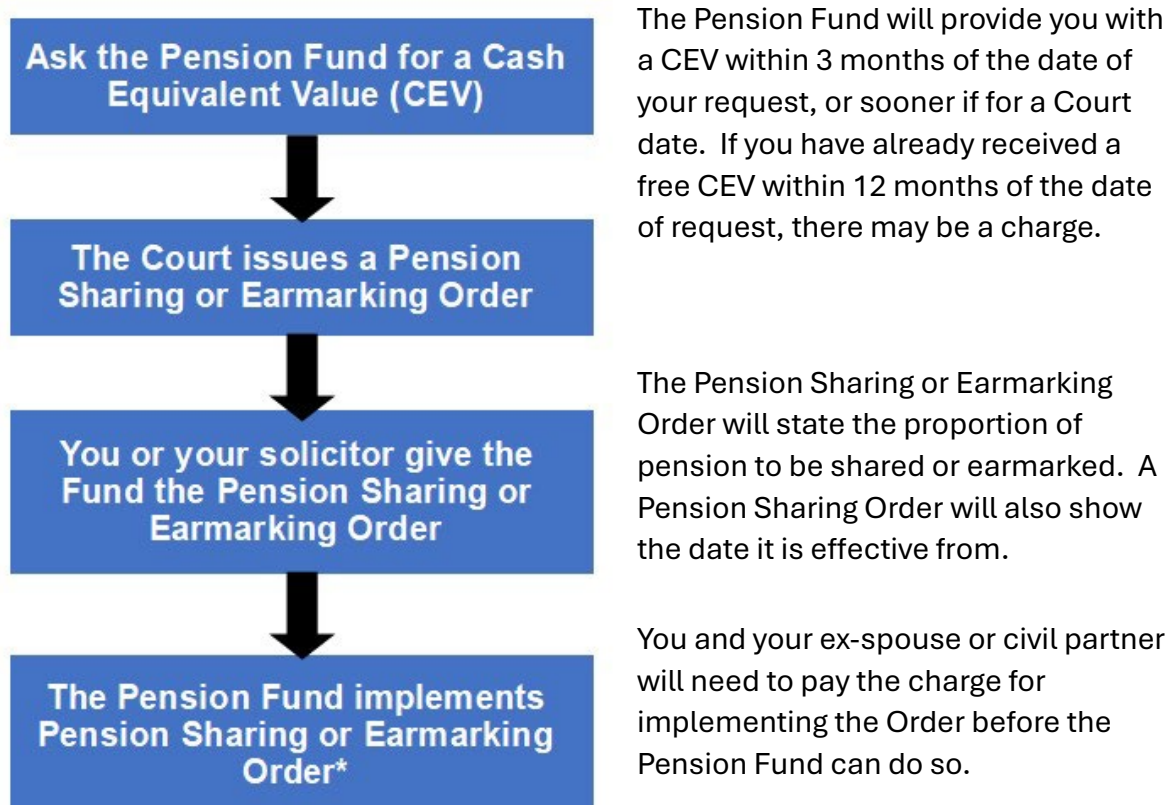 Ask the Pension Fund for a Cash
Equivalent Value (CEV)
The Pension Fund will provide you with
a CEV within 3 months of the date of
your request, or sooner if for a Court
date.  If you have already received a
free CEV within 12 months of the date
of request, there may be a charge.
The Court issues a Pension
Sharing or Earmarking Order
You or your solicitor give the
Fund the Pension Sharing or
Earmarking Order
The Pension Sharing or Earmarking
Order will state the proportion of
pension to be shared or earmarked.  A
Pension Sharing Order will also show
the date it is effective from.
The Pension Fund implements
Pension Sharing or Earmarking
Order*
You and your ex-spouse or civil partner
will need to pay the charge for
implementing the Order before the
Pension Fund can do so.